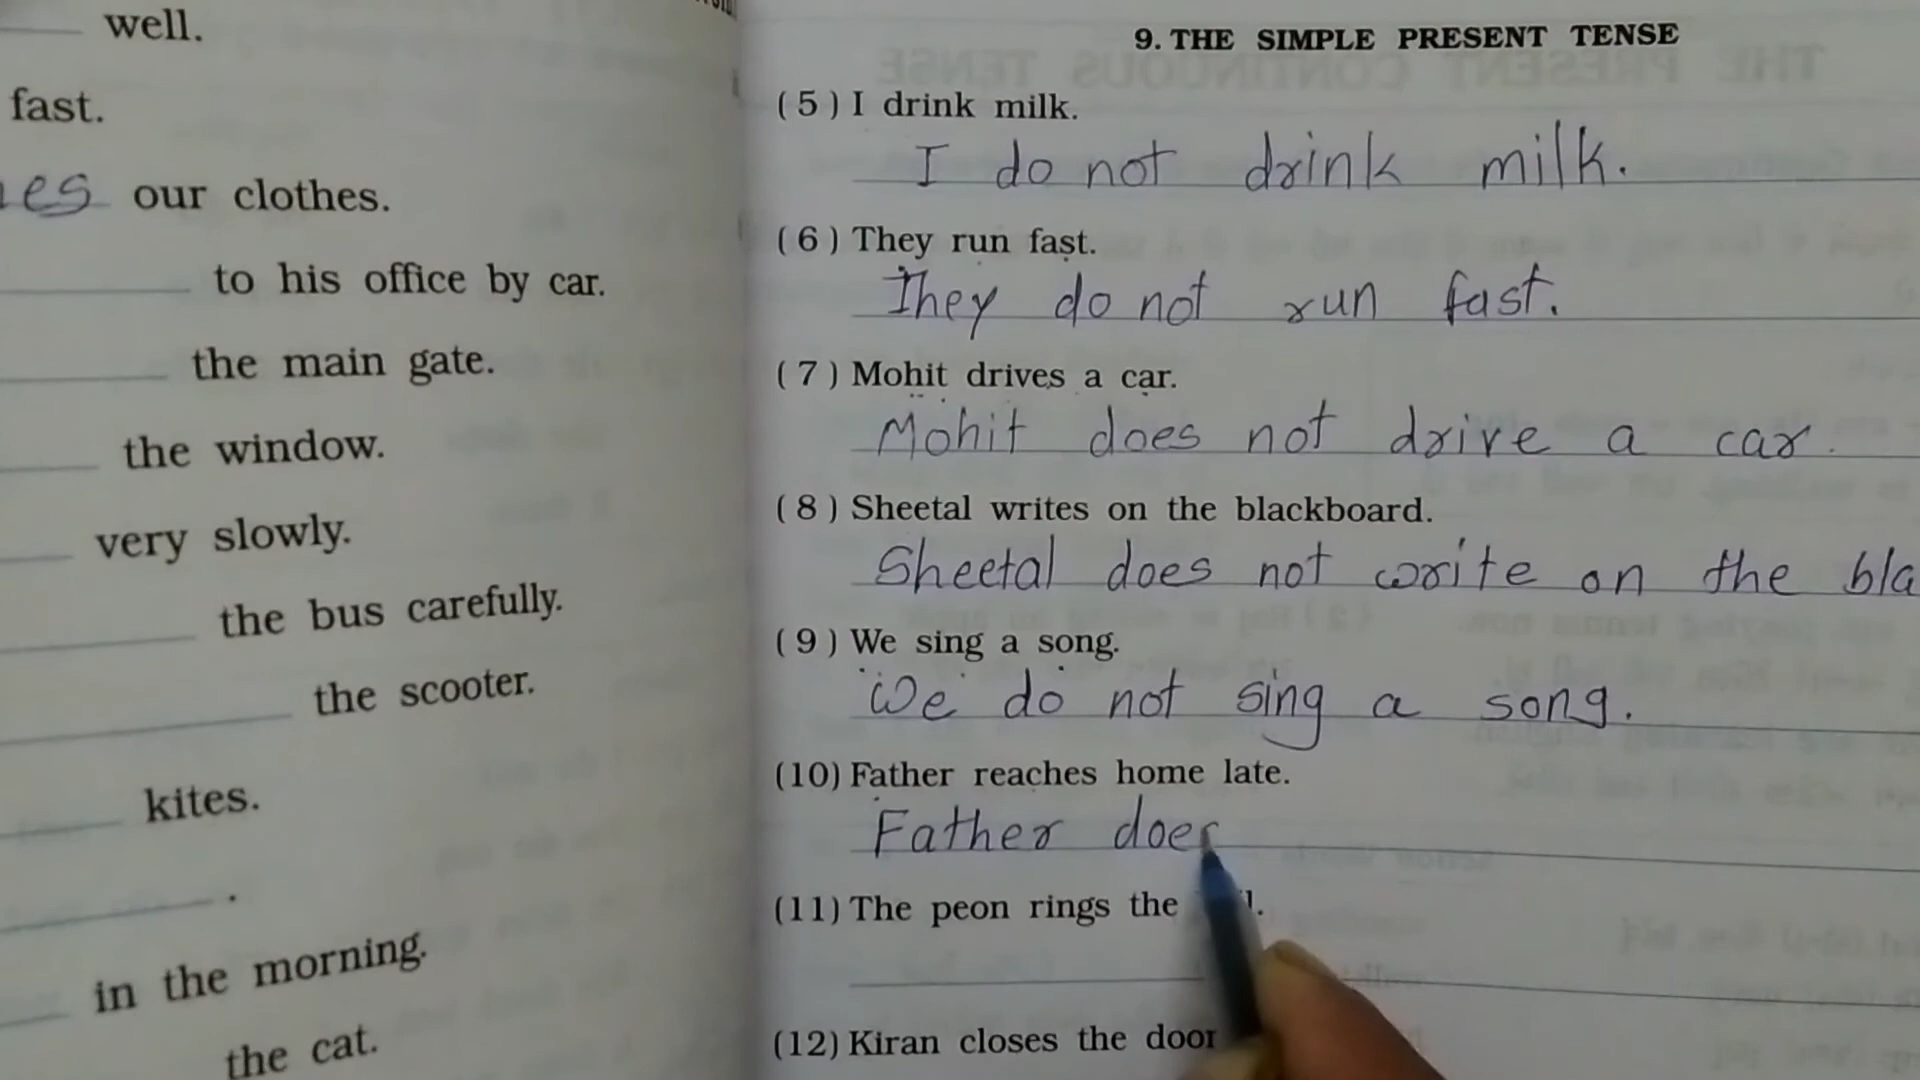 well.
fast.
es our clothes.
to his office by car.
the main gate.
the window.
very slowly.
the bus carefully.
the scooter.
kites.
.
in the morning.
the cat.
9. THE SIMPLE PRESENT TENSE
(5) I drink milk.
I do not drink milk.
(6) They run fast.
They do not run fast.
(7) Mohit drives a car.
Mohit does not drive a car.
(8) Sheetal writes on the blackboard.
Sheetal does not write on the bla
(9) We sing a song.
We do not sing a song.
(10) Father reaches home late.
Father does
(11) The peon rings the
(12) Kiran closes the door